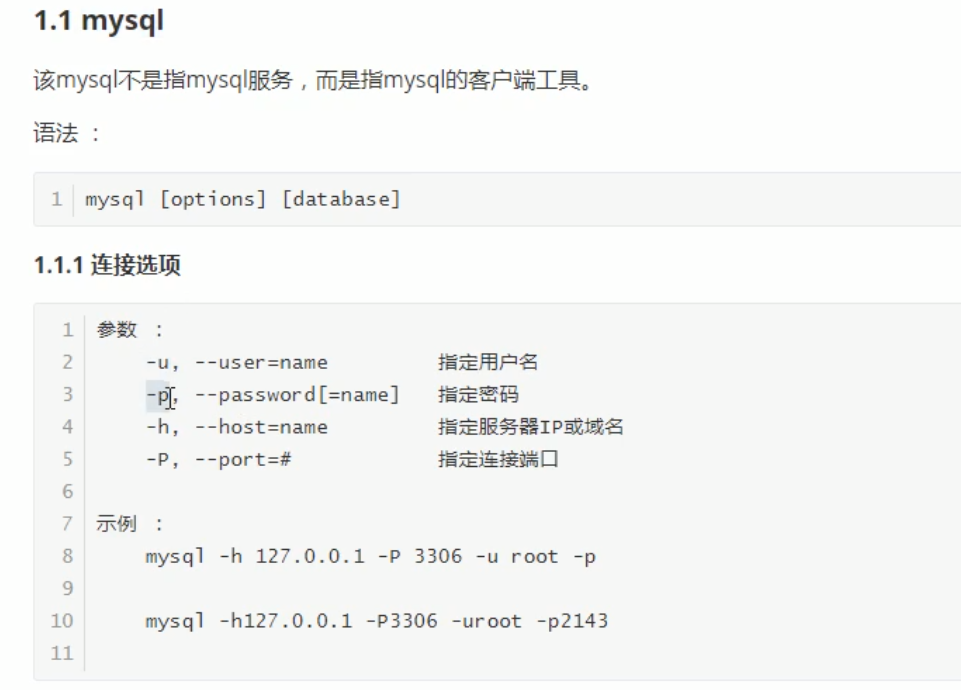 1.1 mysql
该mysql不是指mysql服务，而是指mysql的客户端工具。
语法 ：
1 mysql [options] [database]
1.1.1 连接选项
1 参数 ：
2 -u, --user=name 指定用户名
3 -p, --password[=name] 指定密码
4 -h, --host=name 指定服务器IP或域名
5 -P, --port=# 指定连接端口
6
7 示例 ：
8 mysql -h 127.0.0.1 -P 3306 -u root -p
9
10 mysql -h127.0.0.1 -P3306 -uroot -p2143
11